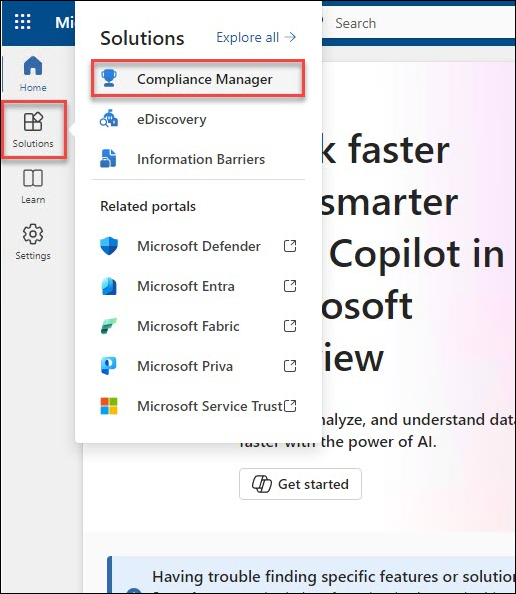 Mi
Search
Home
Solutions
Learn
Settings
Solutions
Explore all
Compliance Manager
eDiscovery
Information Barriers
Related portals
Microsoft Defender
Microsoft Entra
Microsoft Fabric
Microsoft Priva
Microsoft Service Trust
k faster
smarter
Copilot in
osoft
iew
nalyze, and understand dat
faster with the power of AI.
Get started
Having trouble finding specific features or solution